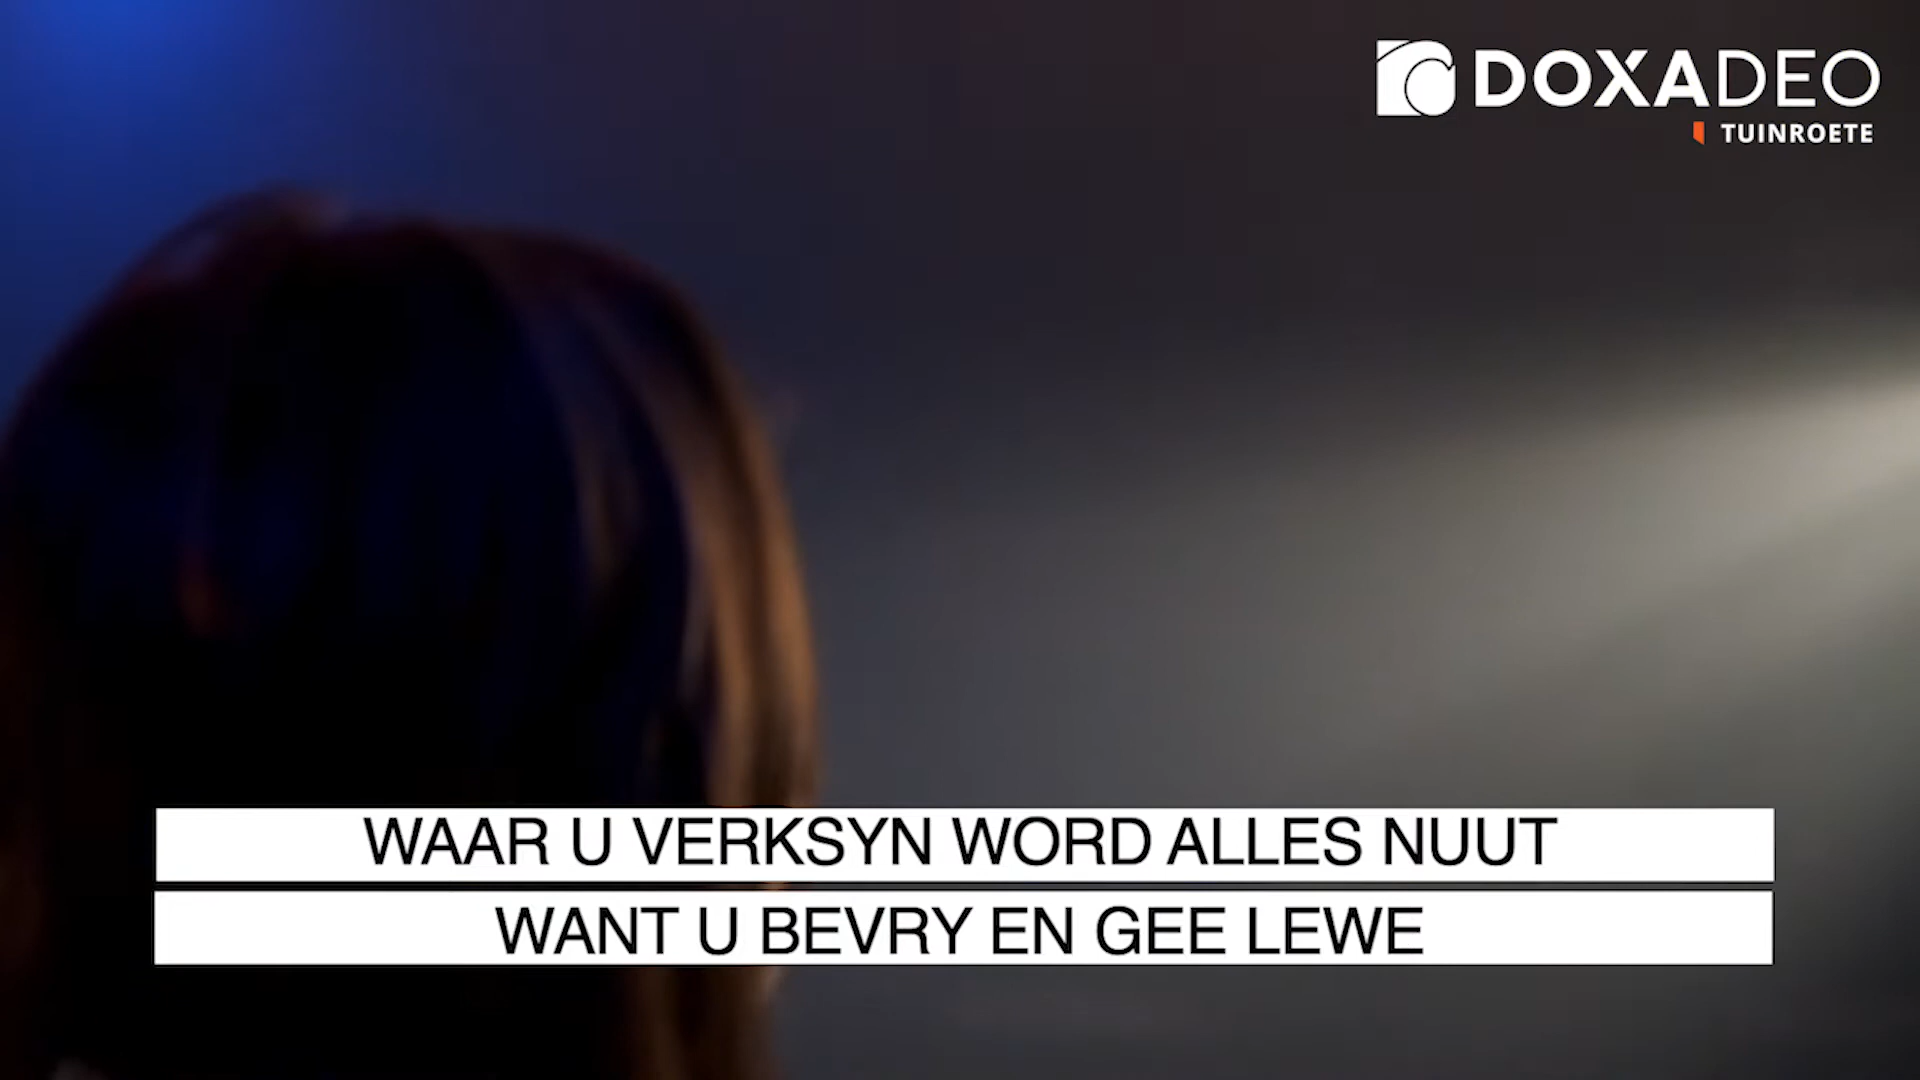 DOXADEO
TUINROETE
WAAR U VERKSYN WORD ALLES NUUT
WANT U BEVRY EN GEE LEWE